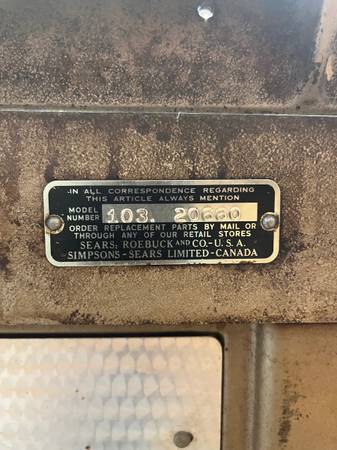 IN ALL CORRESPONDENCE REGARDING
THIS ARTICLE ALWAYS MENTION
MODEL NUMBER 103. 20660
ORDER REPLACEMENT PARTS BY MAIL OR
THROUGH ANY OF OUR RETAIL STORES
SEARS, ROEBUCK AND CO.-U.S.A.
SIMPSONS-SEARS LIMITED-CANADA